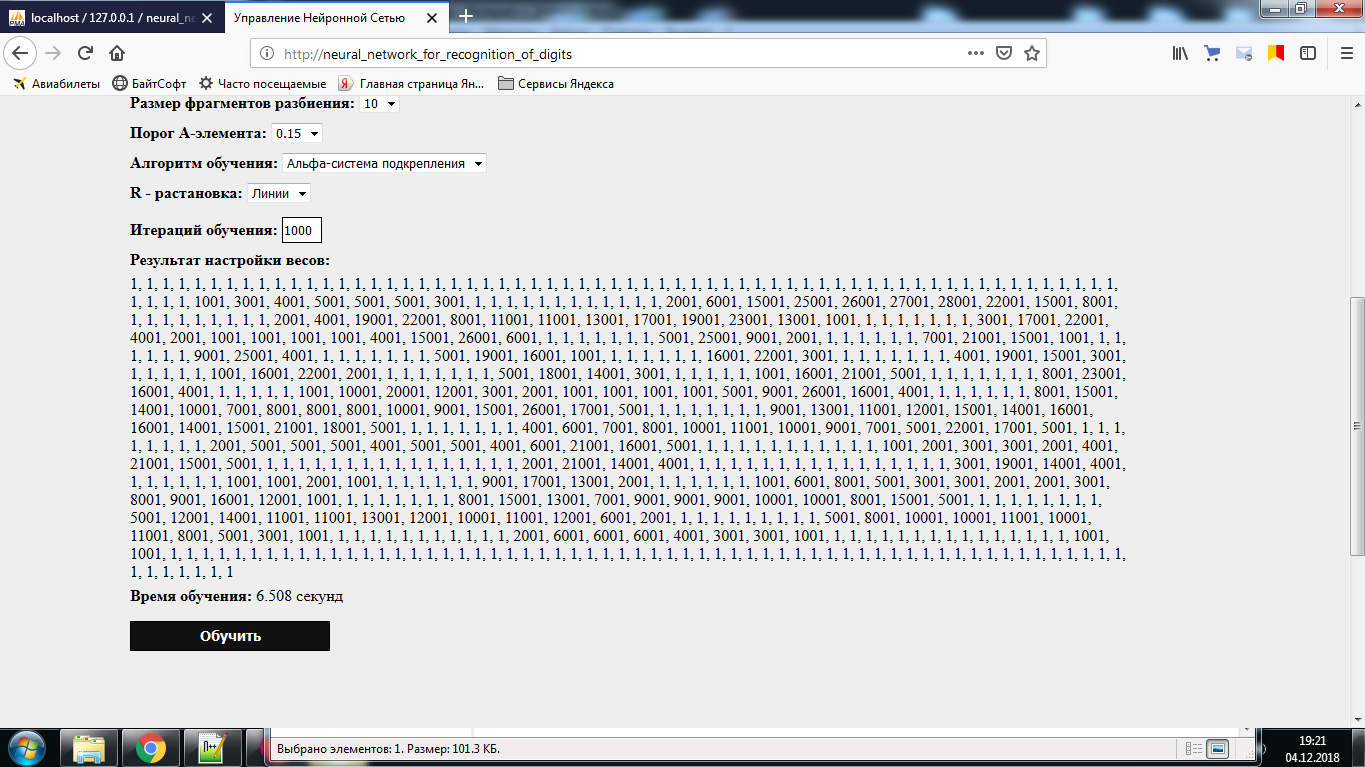 localhost / 127.0.0.1 / neural_ne
Управление Нейронной Сетью
http://neural_network_for_recognition_of_digits
Авиабилеты
БайтСофт
Часто посещаемые
Главная страница Ян...
Сервисы Яндекса
Размер фрагментов разбиения: 10
Порог А-элемента: 0.15
Алгоритм обучения: Альфа-система подкрепления
R - растановка: Линии
Итераций обучения: 1000
Результат настройки весов:
1, 1, 1, 1, 1, 1, 1, 1, 1, 1, 1, 1, 1, 1, 1, 1, 1, 1, 1, 1, 1, 1, 1, 1, 1, 1, 1, 1, 1, 1, 1, 1, 1, 1, 1, 1, 1, 1, 1, 1, 1, 1, 1, 1, 1, 1, 1, 1, 1, 1, 1, 1, 1, 1, 1, 1, 1, 1, 1, 1, 1, 1,
1, 1, 1, 1, 1001, 3001, 4001, 5001, 5001, 5001, 3001, 1, 1, 1, 1, 1, 1, 1, 1, 1, 1, 1, 1, 2001, 6001, 15001, 25001, 26001, 27001, 28001, 22001, 15001, 8001,
1, 1, 1, 1, 1, 1, 1, 1, 1, 2001, 4001, 19001, 22001, 8001, 11001, 11001, 13001, 17001, 19001, 23001, 13001, 1001, 1, 1, 1, 1, 1, 1, 1, 3001, 17001, 22001,
4001, 2001, 1001, 1001, 1001, 1001, 4001, 15001, 26001, 6001, 1, 1, 1, 1, 1, 1, 1, 5001, 25001, 9001, 2001, 1, 1, 1, 1, 1, 1, 7001, 21001, 15001, 1001, 1, 1,
1, 1, 1, 1, 9001, 25001, 4001, 1, 1, 1, 1, 1, 1, 1, 5001, 19001, 16001, 1001, 1, 1, 1, 1, 1, 1, 16001, 22001, 3001, 1, 1, 1, 1, 1, 1, 1, 4001, 19001, 15001, 3001,
1, 1, 1, 1, 1, 1001, 16001, 22001, 2001, 1, 1, 1, 1, 1, 1, 1, 5001, 18001, 14001, 3001, 1, 1, 1, 1, 1, 1001, 16001, 21001, 5001, 1, 1, 1, 1, 1, 1, 1, 8001, 23001,
16001, 4001, 1, 1, 1, 1, 1, 1001, 10001, 20001, 12001, 3001, 2001, 1001, 1001, 1001, 1001, 5001, 9001, 26001, 16001, 4001, 1, 1, 1, 1, 1, 1, 8001, 15001,
14001, 10001, 7001, 8001, 8001, 8001, 10001, 9001, 15001, 26001, 17001, 5001, 1, 1, 1, 1, 1, 1, 1, 9001, 13001, 11001, 12001, 15001, 14001, 16001,
16001, 14001, 15001, 21001, 18001, 5001, 1, 1, 1, 1, 1, 1, 1, 4001, 6001, 7001, 8001, 10001, 11001, 10001, 9001, 7001, 5001, 22001, 17001, 5001, 1, 1, 1,
1, 1, 1, 1, 1, 2001, 5001, 5001, 5001, 4001, 5001, 5001, 4001, 6001, 21001, 16001, 5001, 1, 1, 1, 1, 1, 1, 1, 1, 1, 1, 1, 1001, 2001, 3001, 3001, 2001, 4001,
21001, 15001, 5001, 1, 1, 1, 1, 1, 1, 1, 1, 1, 1, 1, 1, 1, 1, 1, 1, 2001, 21001, 14001, 4001, 1, 1, 1, 1, 1, 1, 1, 1, 1, 1, 1, 1, 1, 1, 1, 1, 3001, 19001, 14001, 4001,
1, 1, 1, 1, 1, 1, 1001, 1001, 2001, 1001, 1, 1, 1, 1, 1, 1, 9001, 17001, 13001, 2001, 1, 1, 1, 1, 1, 1, 1001, 6001, 8001, 5001, 3001, 3001, 2001, 2001, 3001,
8001, 9001, 16001, 12001, 1001, 1, 1, 1, 1, 1, 1, 1, 8001, 15001, 13001, 7001, 9001, 9001, 9001, 10001, 10001, 8001, 15001, 5001, 1, 1, 1, 1, 1, 1, 1, 1,
5001, 12001, 14001, 11001, 11001, 13001, 12001, 10001, 11001, 12001, 6001, 2001, 1, 1, 1, 1, 1, 1, 1, 1, 1, 5001, 8001, 10001, 10001, 11001, 10001,
11001, 8001, 5001, 3001, 1001, 1, 1, 1, 1, 1, 1, 1, 1, 1, 1, 1, 2001, 6001, 6001, 6001, 4001, 3001, 3001, 1001, 1, 1, 1, 1, 1, 1, 1, 1, 1, 1, 1, 1, 1, 1, 1, 1001,
1001, 1, 1, 1, 1, 1, 1, 1, 1, 1, 1, 1, 1, 1, 1, 1, 1, 1, 1, 1, 1, 1, 1, 1, 1, 1, 1, 1, 1, 1, 1, 1, 1, 1, 1, 1, 1, 1, 1, 1, 1, 1, 1, 1, 1, 1, 1, 1, 1, 1, 1, 1, 1, 1, 1, 1, 1, 1, 1, 1, 1,
1, 1, 1, 1, 1, 1, 1
Время обучения: 6.508 секунд
Обучить
Выбрано элементов: 1. Размер: 101.3 КБ.
19:21
04.12.2018